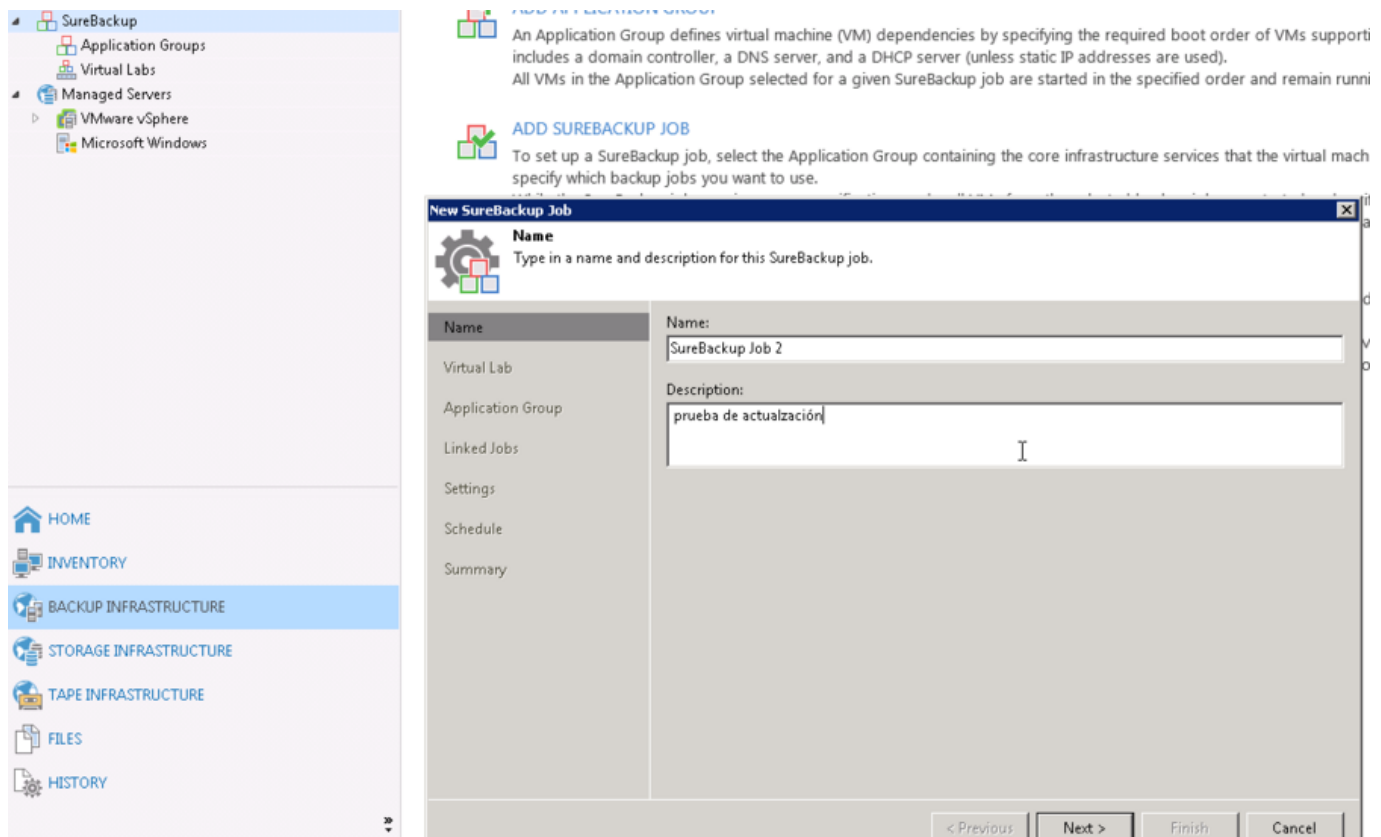 SureBackup
Application Groups
Virtual Labs
Managed Servers
VMware vSphere
Microsoft Windows
HOME
INVENTORY
BACKUP INFRASTRUCTURE
STORAGE INFRASTRUCTURE
TAPE INFRASTRUCTURE
FILES
HISTORY
ADD APPLICATION GROUP
An Application Group defines virtual machine (VM) dependencies by specifying the required boot order of VMs supporti
includes a domain controller, a DNS server, and a DHCP server (unless static IP addresses are used).
All VMs in the Application Group selected for a given SureBackup job are started in the specified order and remain runni
ADD SUREBACKUP JOB
To set up a SureBackup job, select the Application Group containing the core infrastructure services that the virtual mach
specify which backup jobs you want to use.
New SureBackup Job
Name
Type in a name and description for this SureBackup job.
Name
Virtual Lab
Application Group
Linked Jobs
Settings
Schedule
Summary
Name:
SureBackup Job 2
Description:
prueba de actualzación
< Previous
Next >
Finish
Cancel